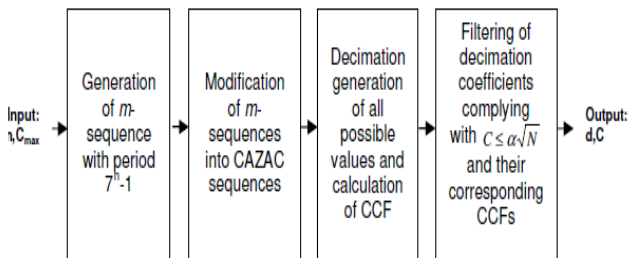 Input:
n,Cmax
Generation
of m-
sequence
with period
7^n-1
Modification
of m-
sequences
into CAZAC
sequences
Decimation
generation
of all
possible
values and
calculation
of CCF
Filtering of
decimation
coefficients
complying
with C ≤ α√N
and their
corresponding
CCFs
Output:
d,C